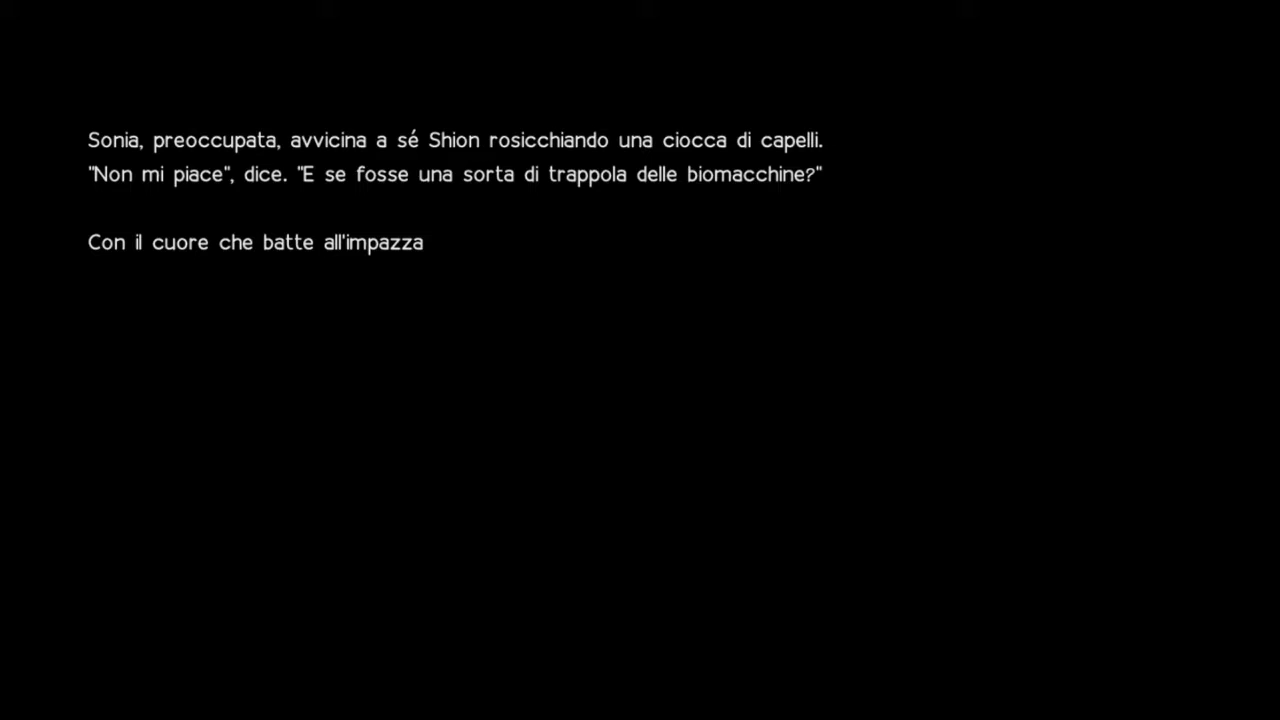 Sonia, preoccupata, avvicina a sé Shion rosicchiando una ciocca di capelli.
"Non mi piace", dice. "E se fosse una sorta di trappola delle biomacchine?"
Con il cuore che batte all'impazza